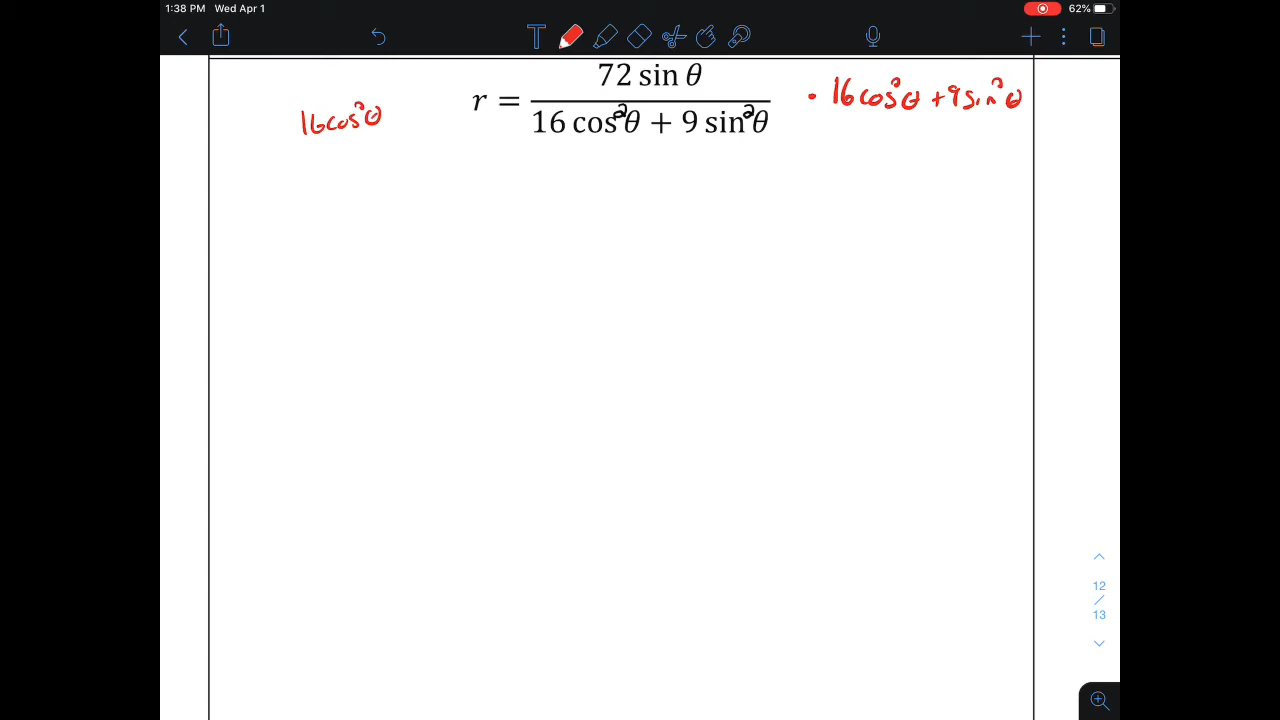 1:38 PM Wed Apr 1
62%
T
r = 72 sin θ / 16 cos²θ + 9 sin²θ
16cos²θ
· 16cos²θ + 9sin²θ
12
/
13